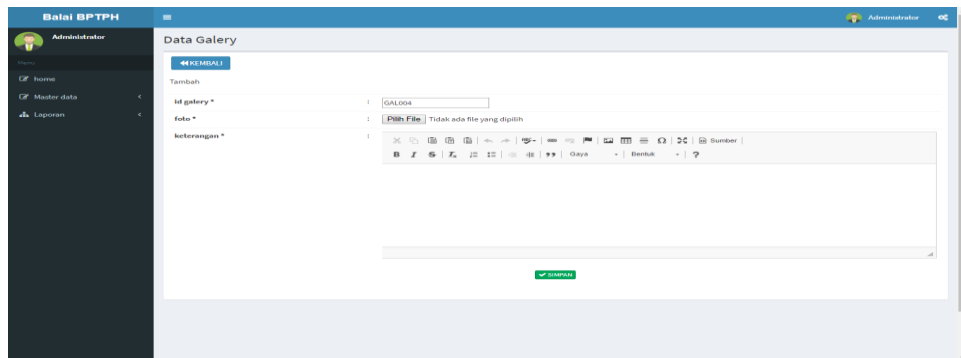 Balai BPTPH
Administrator
Administrator
Data Galery
Menu
KEMBALI
home
Tambah
Master data
id galery * : GAL004
Laporan
foto * : Pilih File Tidak ada file yang dipilih
keterangan * :
Sumber
B I S Tx Gaya Bentuk ?
SIMPAN